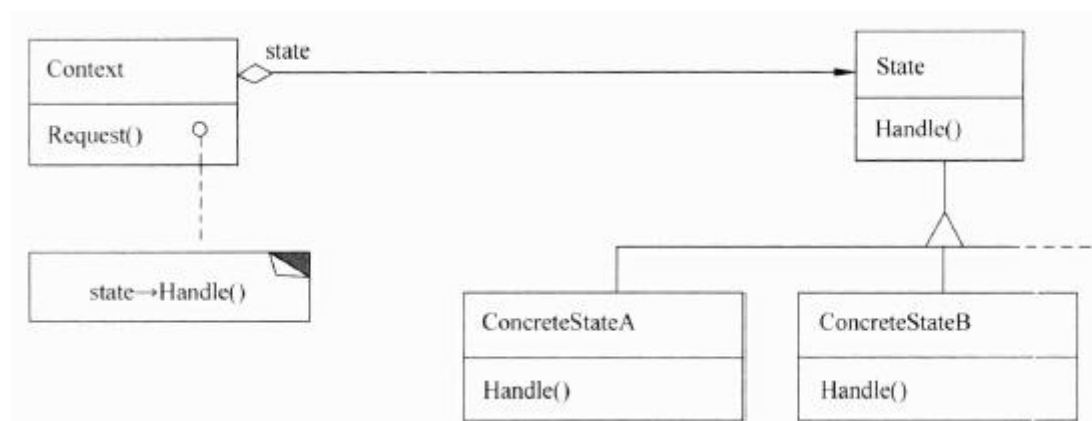 state
Context
State
Request()
Handle()
state→Handle()
ConcreteStateA
ConcreteStateB
Handle()
Handle()